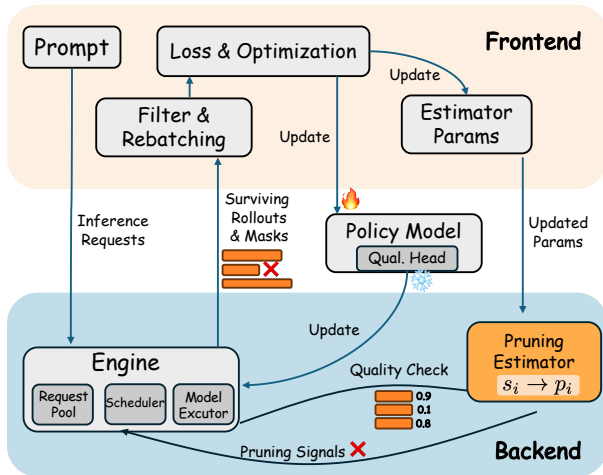 Prompt
Loss & Optimization
Frontend
Update
Filter &
Rebatching
Estimator
Params
Update
Inference
Requests
Surviving
Rollouts
& Masks
Updated
Params
Policy Model
Qual. Head
Update
Engine
Request
Pool
Scheduler
Model
Excutor
Quality Check
0.9
0.1
0.8
Pruning
Estimator
s_i → p_i
Pruning Signals
Backend